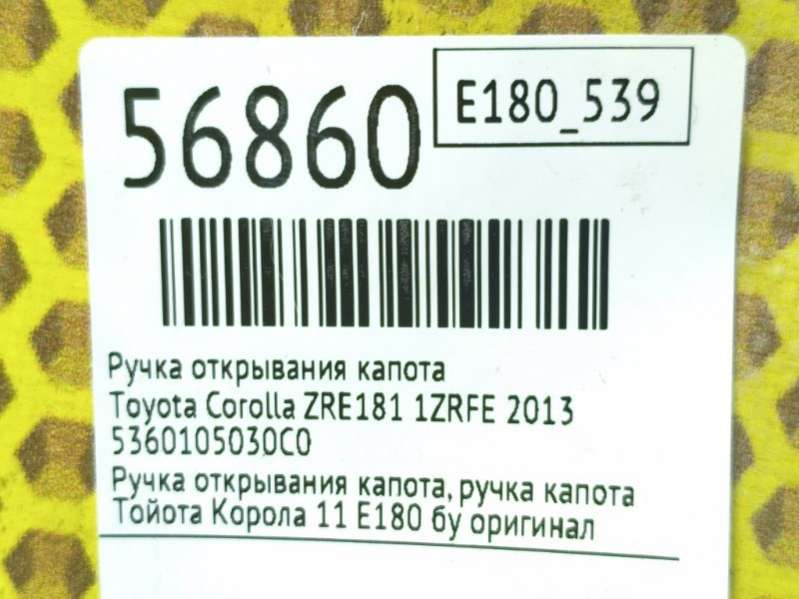 56860
E180_539
Ручка открывания капота
Toyota Corolla ZRE181 1ZRFE 2013
5360105030C0
Ручка открывания капота, ручка капота
Тойота Корола 11 Е180 бу оригинал